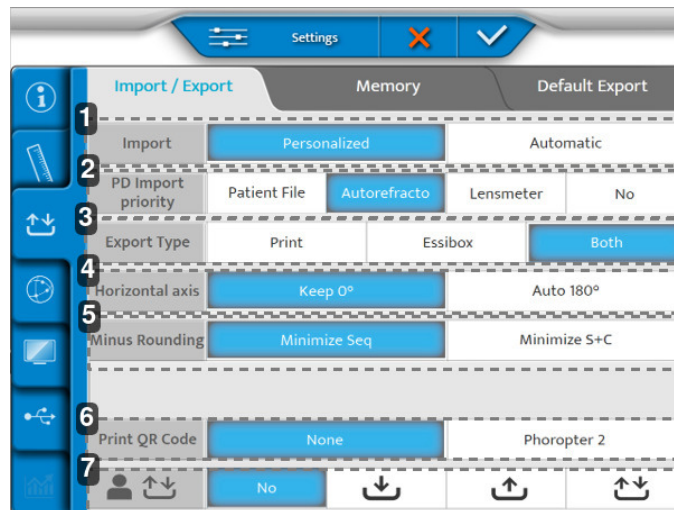 Settings
Import / Export Memory Default Export
1
Import Personalized Automatic
2
PD Import priority Patient File Autorefracto Lensmeter No
3
Export Type Print Essibox Both
4
Horizontal axis Keep 0° Auto 180°
5
Minus Rounding Minimize Seq Minimize S+C
6
Print QR Code None Phoropter 2
7
No